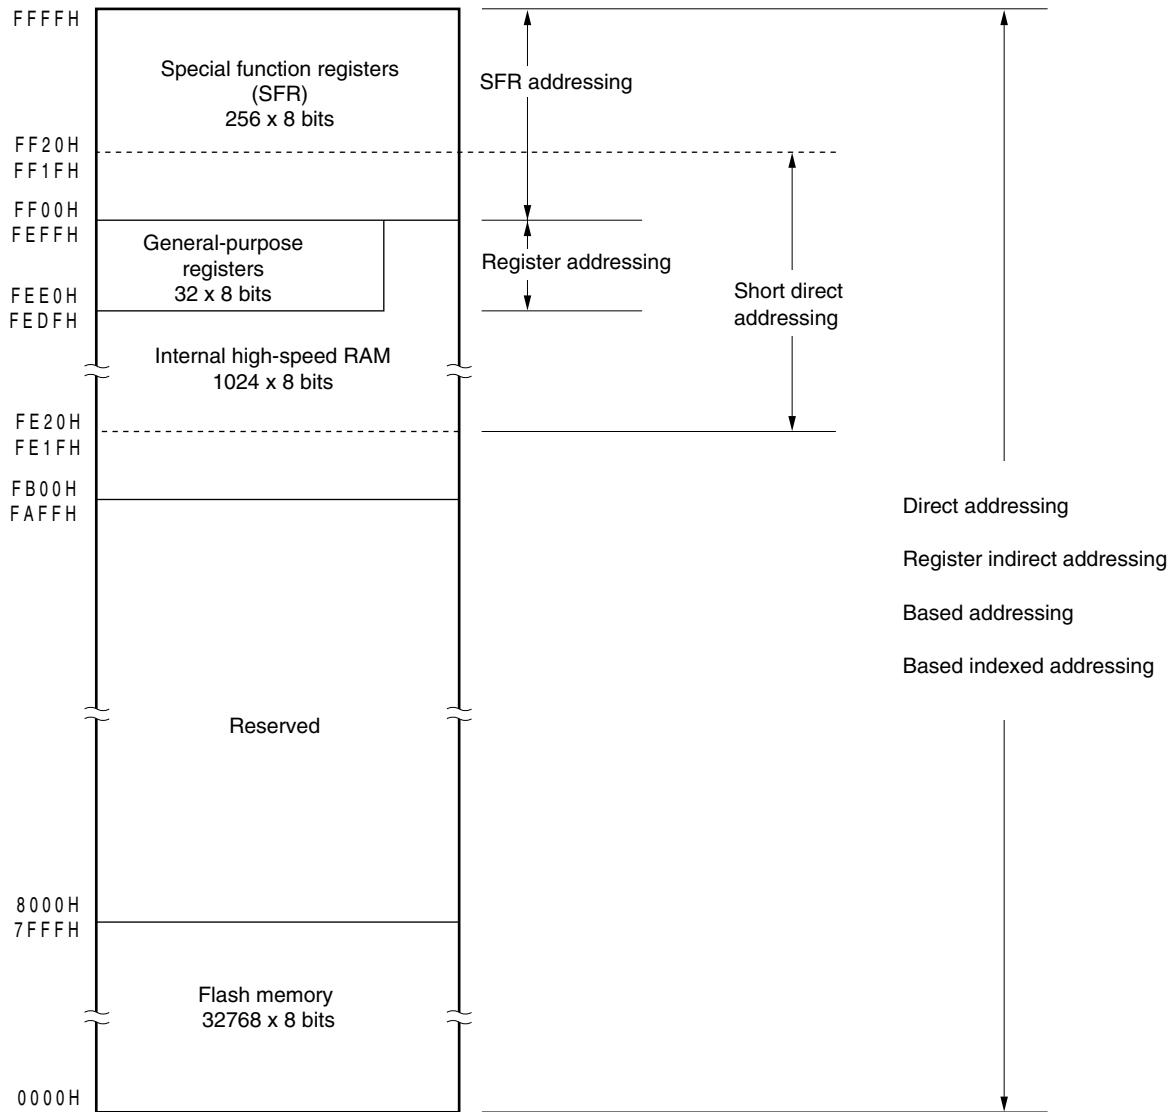 FFFFH
Special function registers
(SFR)
256 x 8 bits
SFR addressing
FF20H
FF1FH
FF00H
FEFFH
General-purpose
registers
32 x 8 bits
Register addressing
Short direct
addressing
FEE0H
FEDFH
Internal high-speed RAM
1024 x 8 bits
FE20H
FE1FH
FB00H
FAFFH
Direct addressing
Register indirect addressing
Based addressing
Based indexed addressing
Reserved
8000H
7FFFH
Flash memory
32768 x 8 bits
0000H